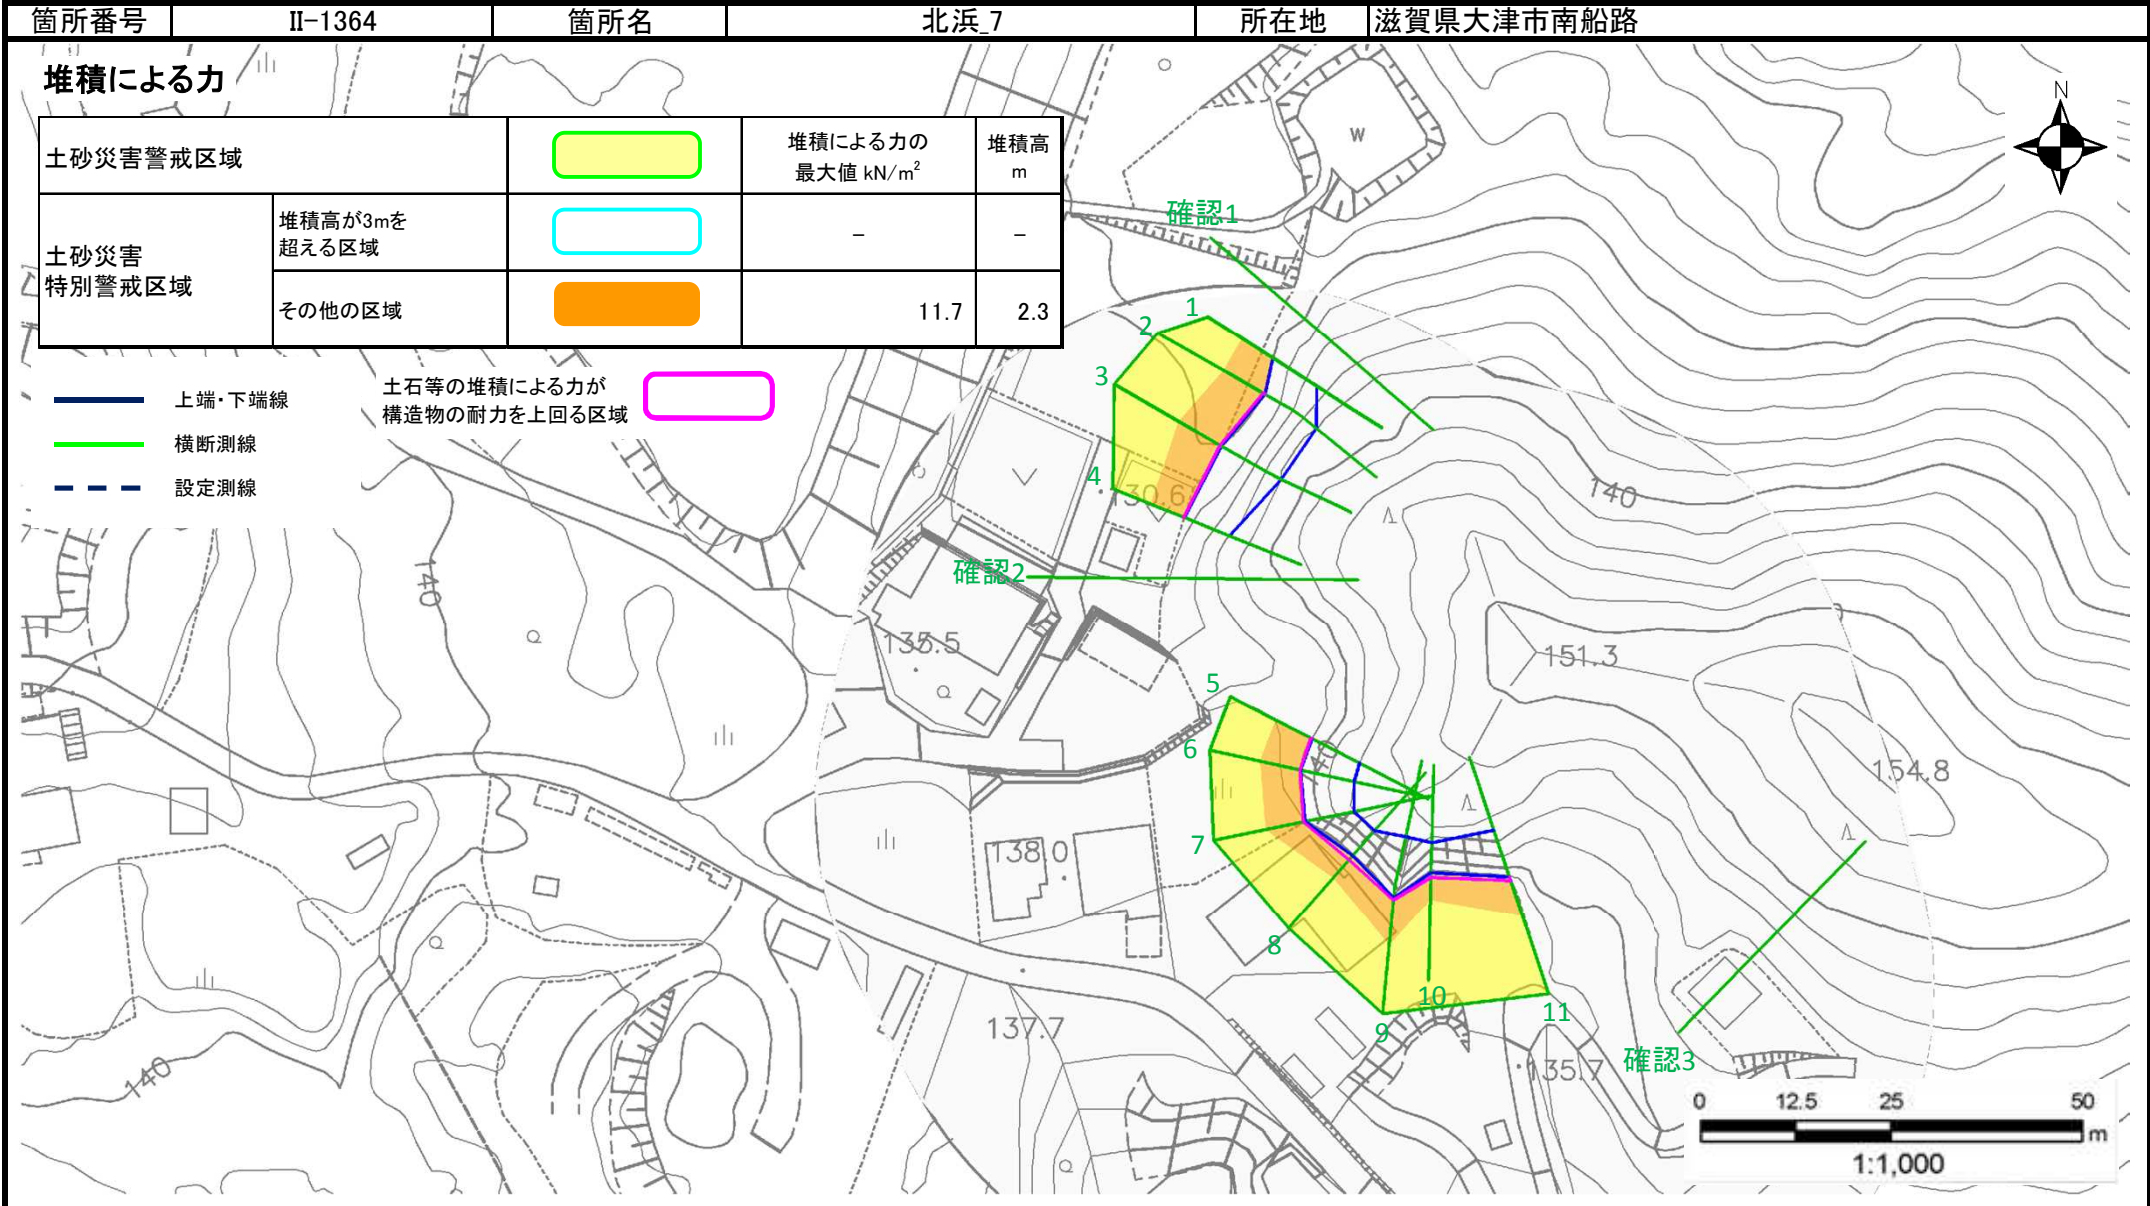 箇所番号 II-1364 箇所名 北浜_7 所在地 滋賀県大津市南船路
堆積による力
土砂災害警戒区域
堆積による力の
最大値 kN/m²
堆積高
m
土砂災害
特別警戒区域
堆積高が3mを
超える区域
－ －
その他の区域
11.7 2.3
上端・下端線
横断測線
設定測線
土石等の堆積による力が
構造物の耐力を上回る区域
N
W
確認1
1
2
3
4
130.6
140
確認2
140
135.5
151.3
5
6
7
140
154.8
138.0
8
9
10
11
137.7
135.7
確認3
140
0 12.5 25 50
m
1:1,000